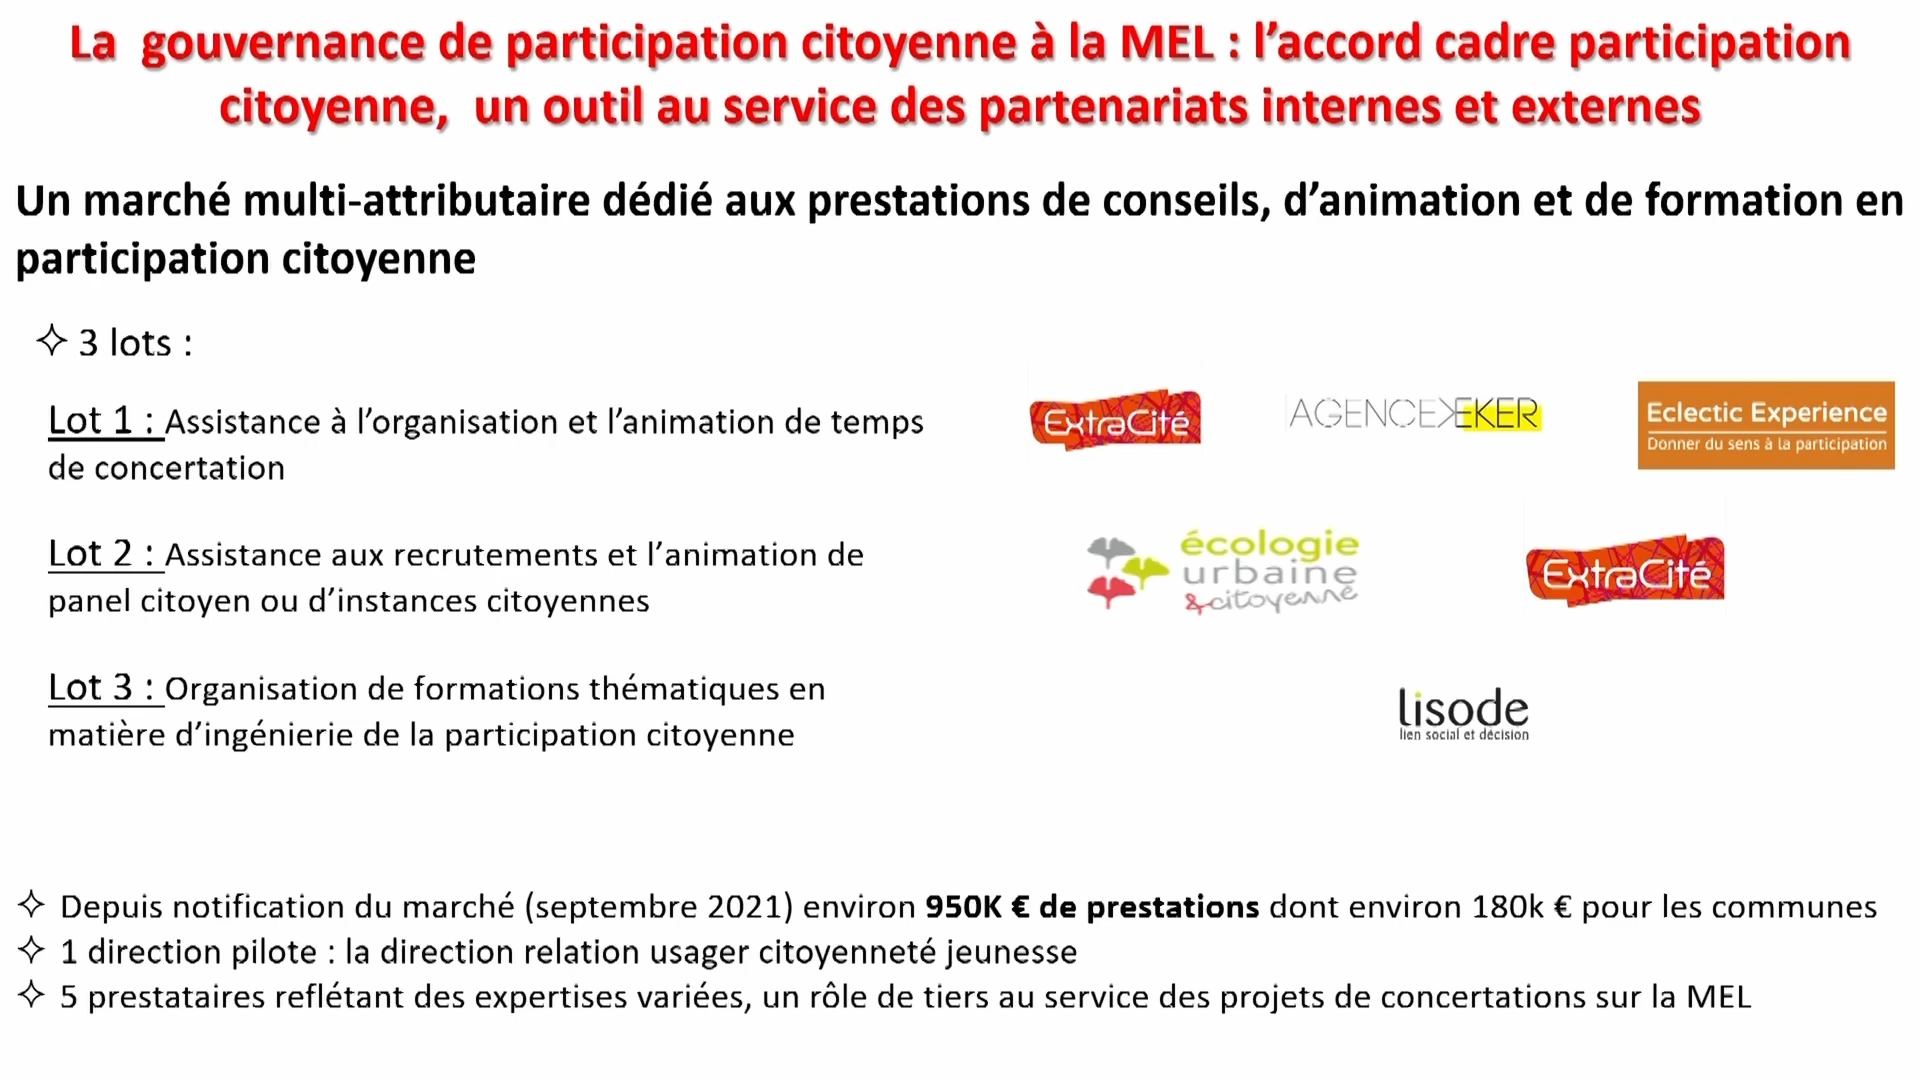 La  gouvernance de participation citoyenne à la MEL : l’accord cadre participation
citoyenne,  un outil au service des partenariats internes et externes
Un marché multi-attributaire dédié aux prestations de conseils, d’animation et de formation en
participation citoyenne
✧ 3 lots :
Lot 1 : Assistance à l’organisation et l’animation de temps
de concertation
ExtraCité
AGENCEKEKER
Eclectic Experience
Donner du sens à la participation
Lot 2 : Assistance aux recrutements et l’animation de
panel citoyen ou d’instances citoyennes
écologie
urbaine
&citoyenne
ExtraCité
Lot 3 : Organisation de formations thématiques en
matière d’ingénierie de la participation citoyenne
lisode
lien social et décision
✧ Depuis notification du marché (septembre 2021) environ 950K € de prestations dont environ 180k € pour les communes
✧ 1 direction pilote : la direction relation usager citoyenneté jeunesse
✧ 5 prestataires reflétant des expertises variées, un rôle de tiers au service des projets de concertations sur la MEL